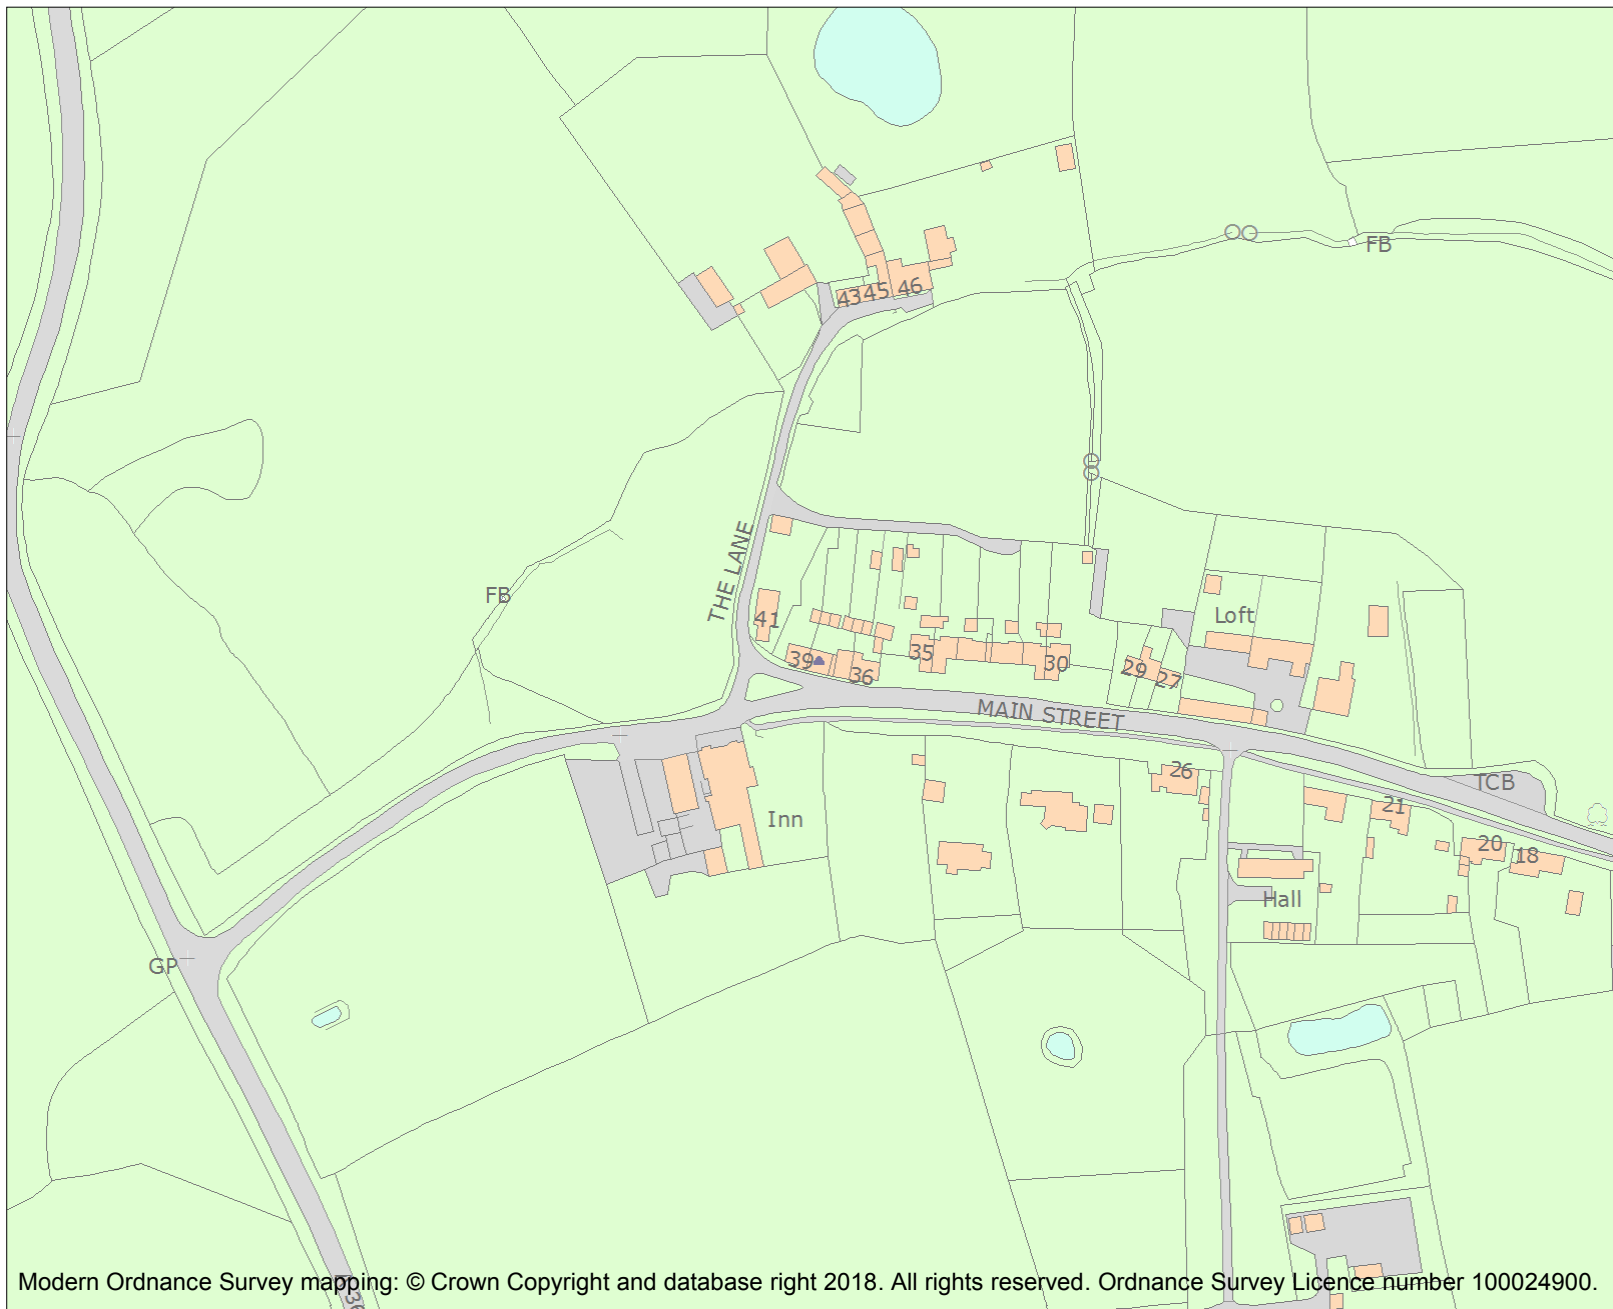 FB
43
45
46
THE LANE
FB
Loft
41
39
36
35
30
29
27
MAIN STREET
26
Inn
TCB
21
20
18
Hall
GP
Modern Ordnance Survey mapping: © Crown Copyright and database right 2018. All rights reserved. Ordnance Survey Licence number 100024900.